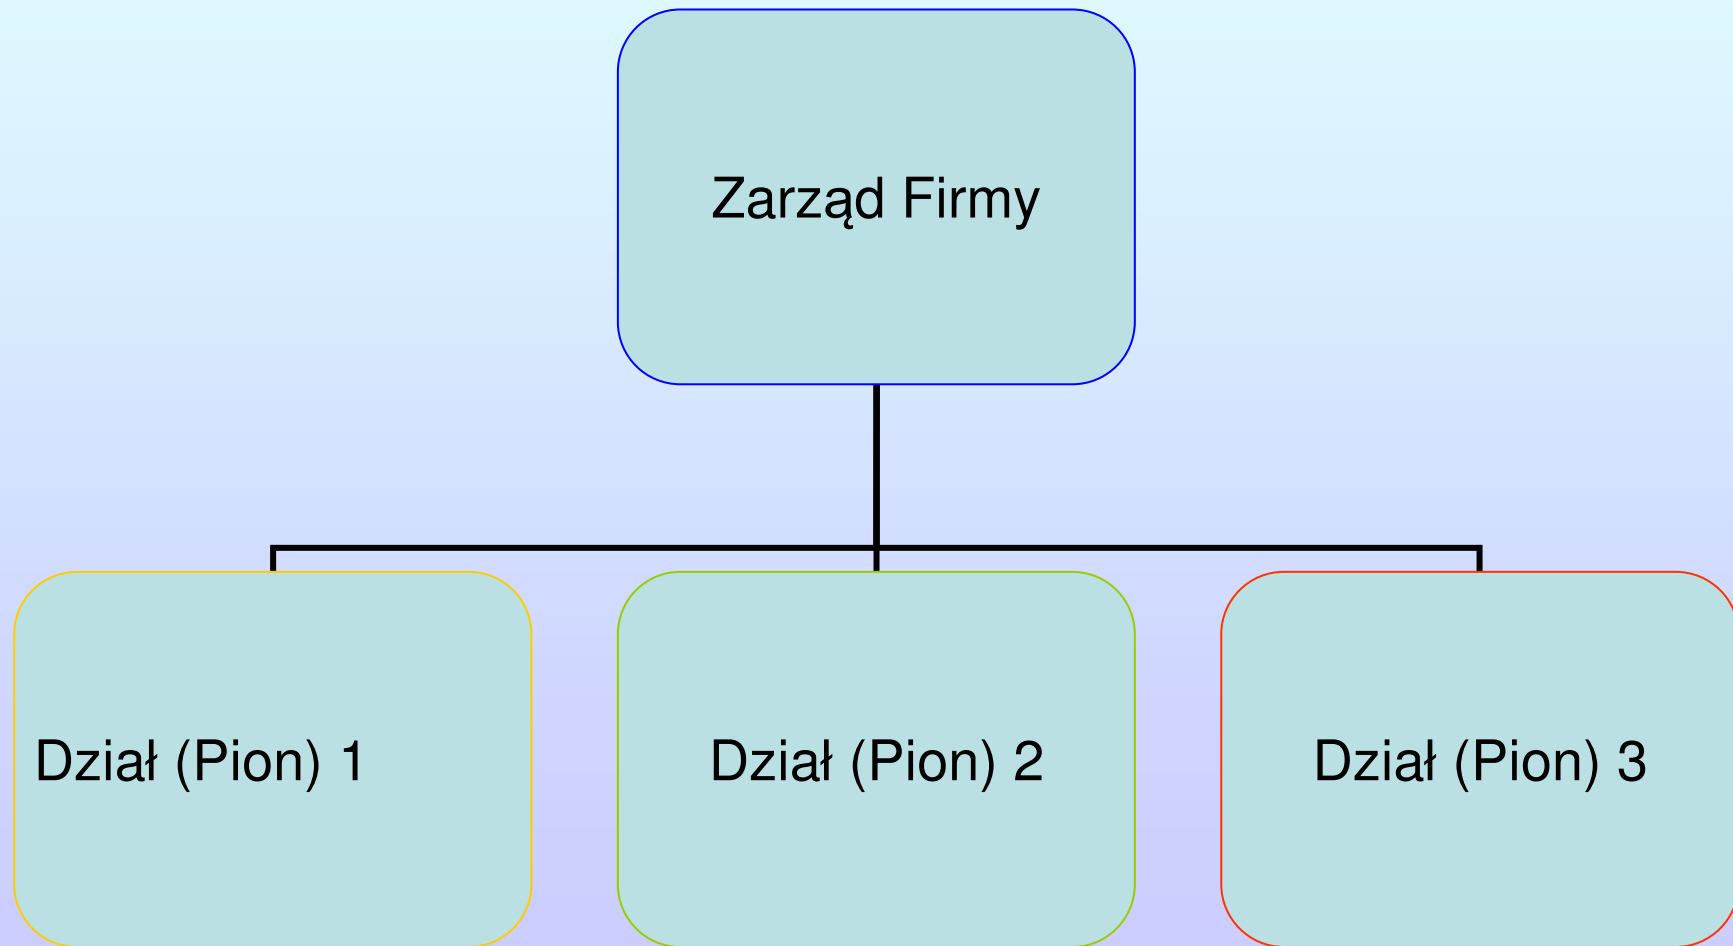 Zarząd Firmy
Dział (Pion) 1
Dział (Pion) 2
Dział (Pion) 3